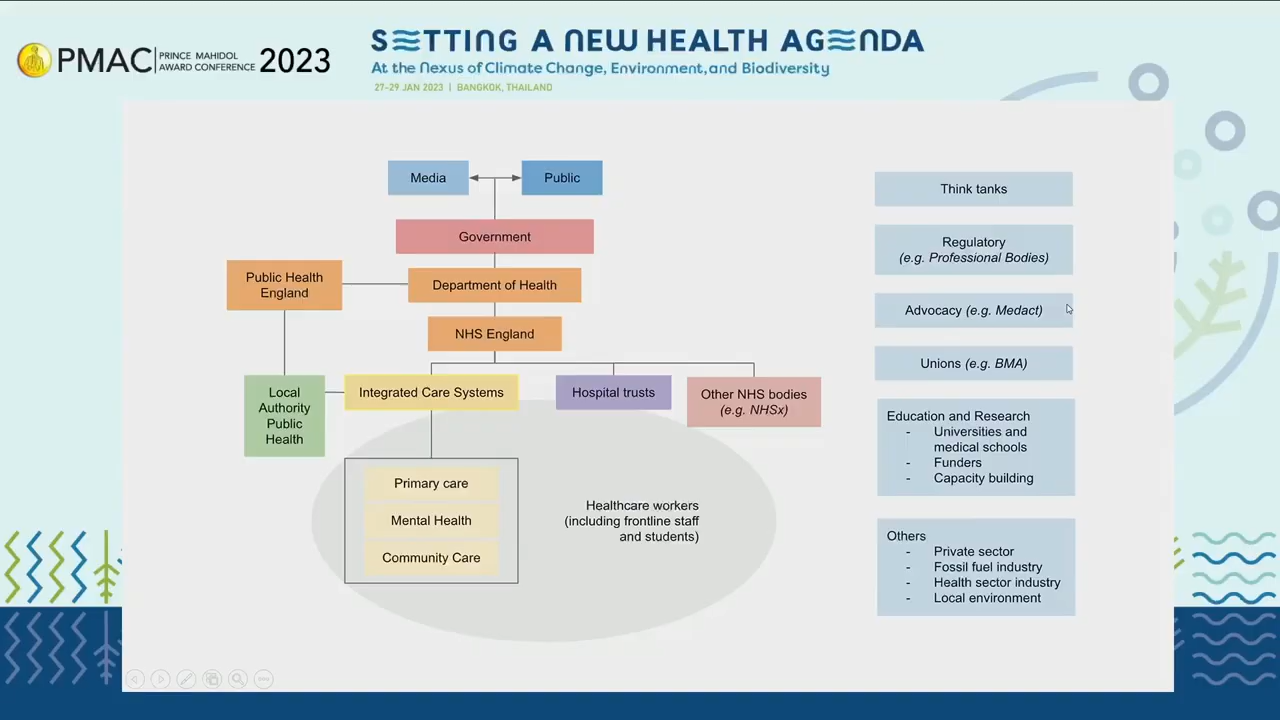 PMAC
PRINCE MAHIDOL
AWARD CONFERENCE
2023
SETTING A NEW HEALTH AGENDA
At the Nexus of Climate Change, Environment, and Biodiversity
27-29 JAN 2023 | BANGKOK, THAILAND
Media
Public
Government
Public Health
England
Department of Health
NHS England
Local
Authority
Public
Health
Integrated Care Systems
Hospital trusts
Other NHS bodies
(e.g. NHSx)
Primary care
Mental Health
Community Care
Healthcare workers
(including frontline staff
and students)
Think tanks
Regulatory
(e.g. Professional Bodies)
Advocacy (e.g. Medact)
Unions (e.g. BMA)
Education and Research
- Universities and
medical schools
- Funders
- Capacity building
Others
- Private sector
- Fossil fuel industry
- Health sector industry
- Local environment